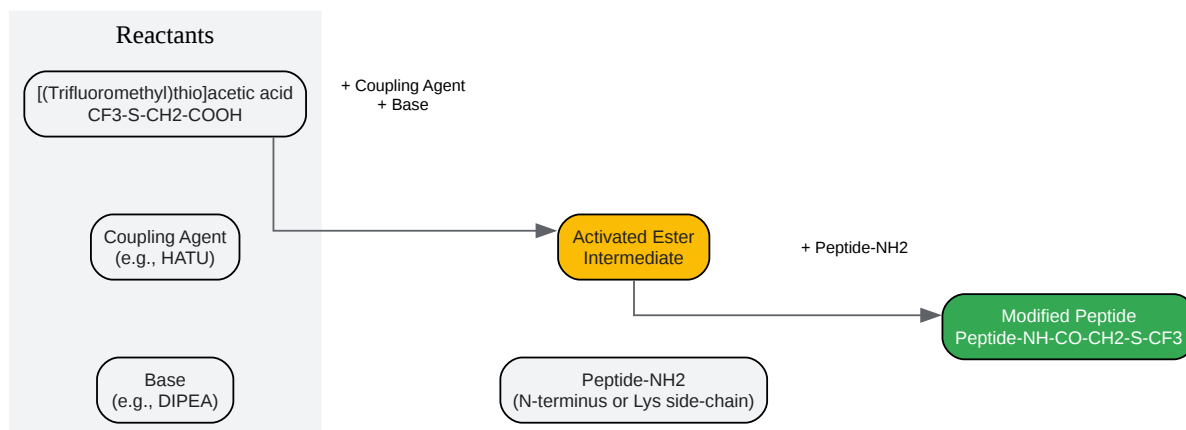 Reactants
[(Trifluoromethyl)thio]acetic acid
CF3-S-CH2-COOH
+ Coupling Agent
+ Base
Coupling Agent
(e.g., HATU)
Activated Ester
Intermediate
+ Peptide-NH2
Modified Peptide
Peptide-NH-CO-CH2-S-CF3
Base
(e.g., DIPEA)
Peptide-NH2
(N-terminus or Lys side-chain)